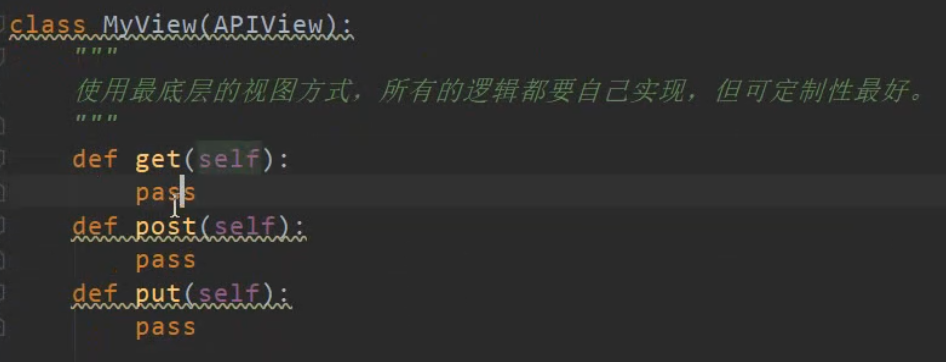 class MyView(APIView):
"""
使用最底层的视图方式，所有的逻辑都要自己实现，但可定制性最好。
"""
def get(self):
pass
def post(self):
pass
def put(self):
pass